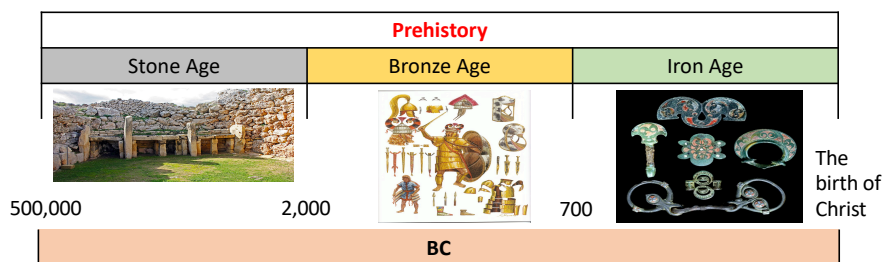 Prehistory
Stone Age
Bronze Age
Iron Age
500,000
2,000
700
The
birth of
Christ
BC